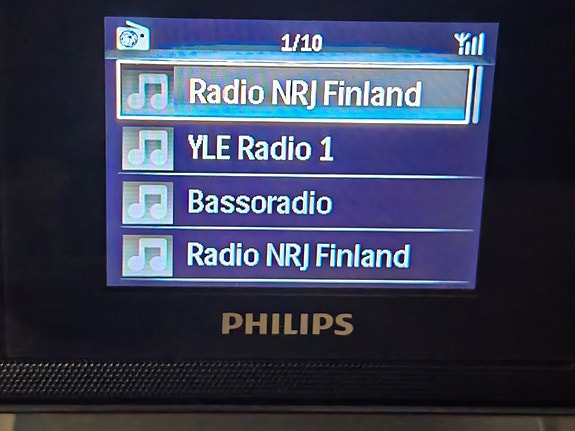 1/10
Radio NRJ Finland
YLE Radio 1
Bassoradio
Radio NRJ Finland
PHILIPS